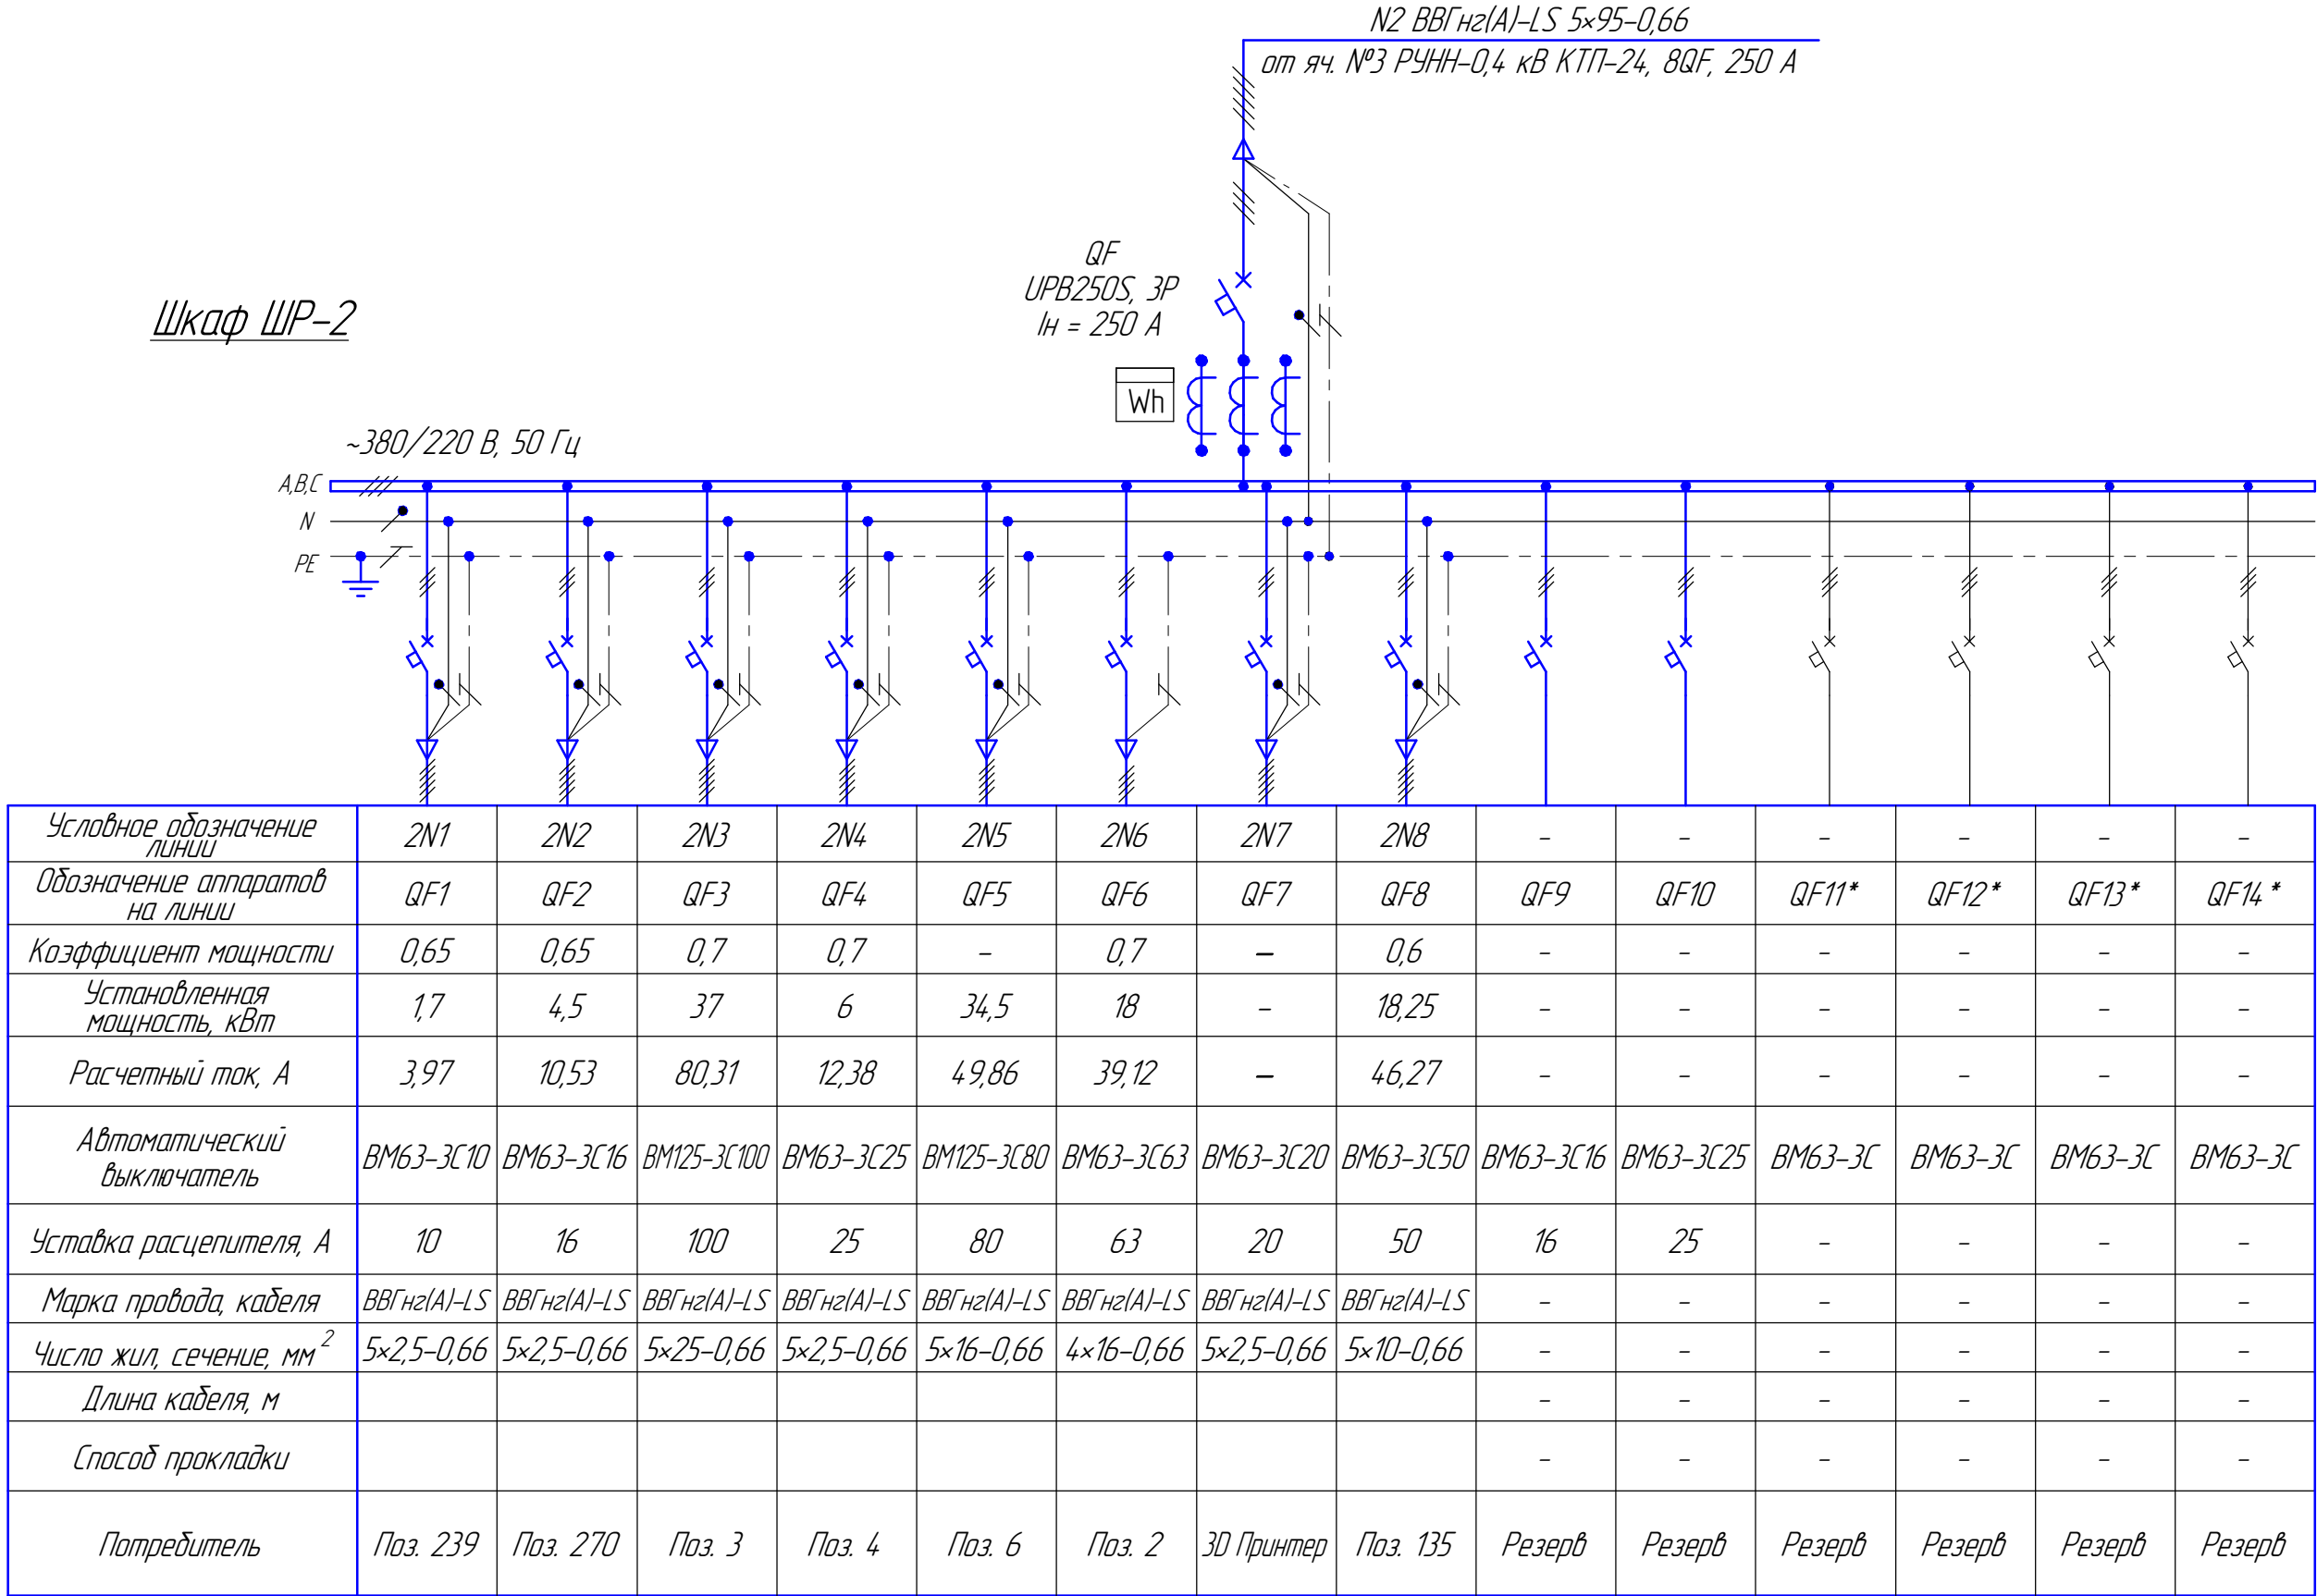 N2 ВВГнг(А)-LS 5×95-0,66
от яч. №3 РУНН-0,4 кВ КТП-24, 8QF, 250 А
QF
UPB250S, 3P
Iн = 250 А
Шкаф ШР-2
Wh
~380/220 В, 50 Гц
A,B,C
N
PE
Условное обозначение линии 2N1 2N2 2N3 2N4 2N5 2N6 2N7 2N8 - - - - - -
Обозначение аппаратов на линии QF1 QF2 QF3 QF4 QF5 QF6 QF7 QF8 QF9 QF10 QF11* QF12* QF13* QF14*
Коэффициент мощности 0,65 0,65 0,7 0,7 - 0,7 - 0,6 - - - - - -
Установленная мощность, кВт 1,7 4,5 37 6 34,5 18 - 18,25 - - - - - -
Расчетный ток, А 3,97 10,53 80,31 12,38 49,86 39,12 - 46,27 - - - - - -
Автоматический выключатель ВМ63-3С10 ВМ63-3С16 ВМ125-3С100 ВМ63-3С25 ВМ125-3С80 ВМ63-3С63 ВМ63-3С20 ВМ63-3С50 ВМ63-3С16 ВМ63-3С25 ВМ63-3С ВМ63-3С ВМ63-3С ВМ63-3С
Уставка расцепителя, А 10 16 100 25 80 63 20 50 16 25 - - - -
Марка провода, кабеля ВВГнг(А)-LS ВВГнг(А)-LS ВВГнг(А)-LS ВВГнг(А)-LS ВВГнг(А)-LS ВВГнг(А)-LS ВВГнг(А)-LS ВВГнг(А)-LS - - - - - -
Число жил, сечение, мм² 5×2,5-0,66 5×2,5-0,66 5×25-0,66 5×2,5-0,66 5×16-0,66 4×16-0,66 5×2,5-0,66 5×10-0,66 - - - - - -
Длина кабеля, м - - - - - -
Способ прокладки - - - - - -
Потребитель Поз. 239 Поз. 270 Поз. 3 Поз. 4 Поз. 6 Поз. 2 3D Принтер Поз. 135 Резерв Резерв Резерв Резерв Резерв Резерв